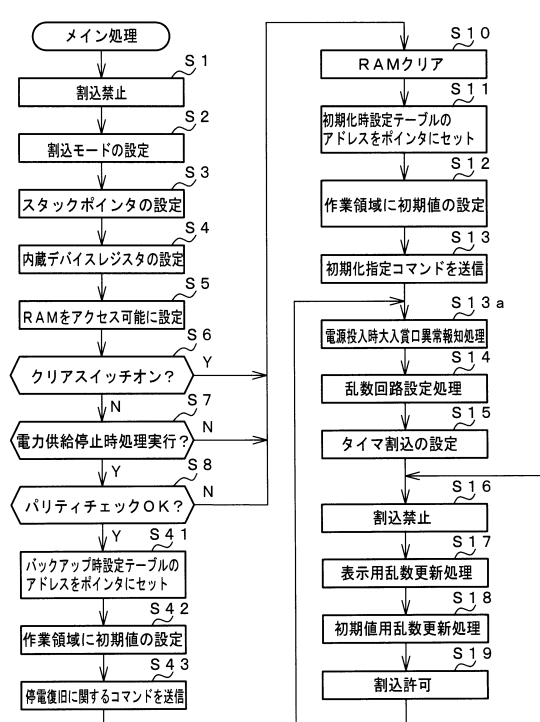 メイン処理
S1
割込禁止
S2
割込モードの設定
S3
スタックポインタの設定
S4
内蔵デバイスレジスタの設定
S5
RAMをアクセス可能に設定
S6
クリアスイッチオン?
Y
N
S7
電力供給停止時処理実行?
N
Y
S8
パリティチェックOK?
N
Y
S41
バックアップ時設定テーブルの
アドレスをポインタにセット
S42
作業領域に初期値の設定
S43
停電復旧に関するコマンドを送信
S10
RAMクリア
S11
初期化時設定テーブルの
アドレスをポインタにセット
S12
作業領域に初期値の設定
S13
初期化指定コマンドを送信
S13a
電源投入時大入賞口異常報知処理
S14
乱数回路設定処理
S15
タイマ割込の設定
S16
割込禁止
S17
表示用乱数更新処理
S18
初期値用乱数更新処理
S19
割込許可